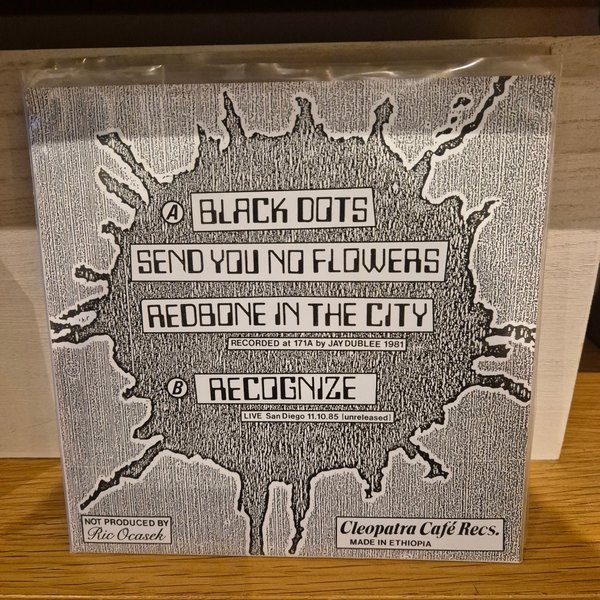 A BLACK DOTS
SEND YOU NO FLOWERS
REDBONE IN THE CITY
RECORDED at 171A by JAY DUBLEE 1981
B RECOGNIZE
LIVE San Diego 11.10.85 [unreleased]
NOT PRODUCED BY
Ric Ocasek
Cleopatra Café Recs.
MADE IN ETHIOPIA